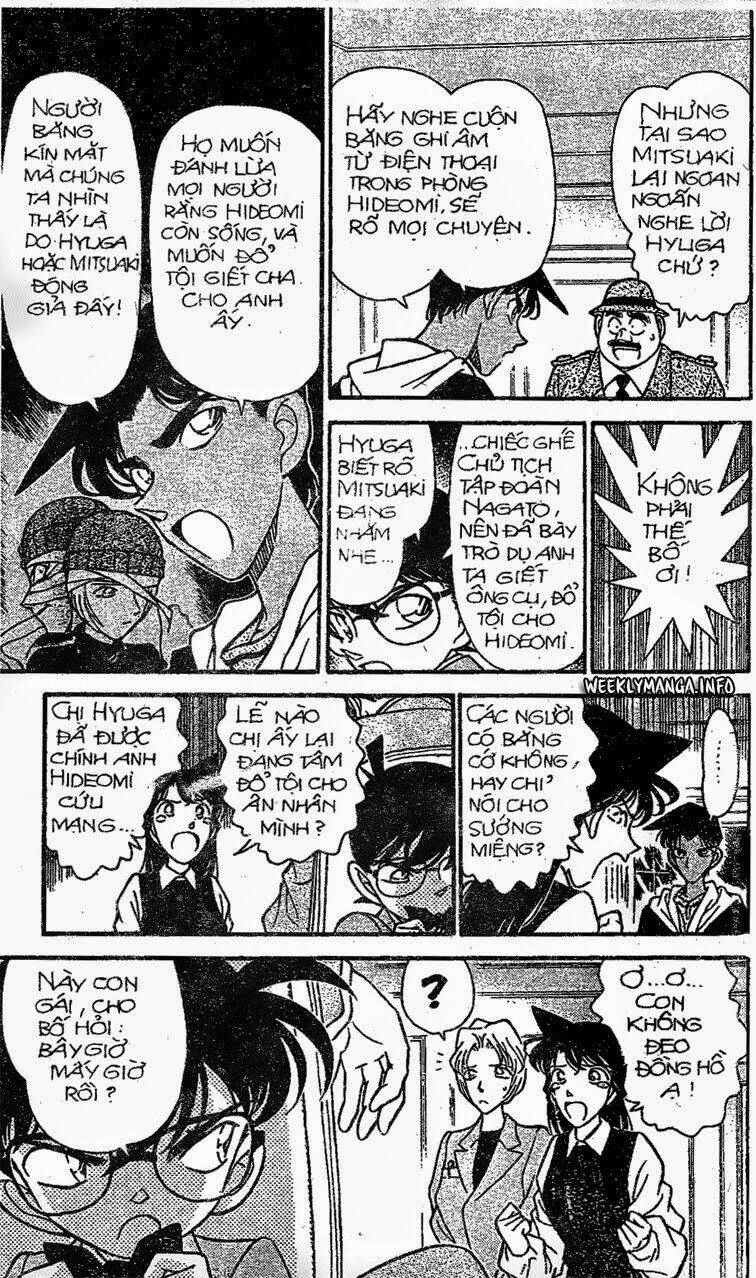 NHƯNG
TẠI SAO
MITSUAKI
LẠI NGOAN
NGOÃN
NGHE LỜI
HYUGA
CHỨ?
HÃY NGHE CUỘN
BĂNG GHI ÂM
TỪ ĐIỆN THOẠI
TRONG PHÒNG
HIDEOMI, SẼ
RÕ MỌI CHUYỆN.
HỌ MUỐN
ĐÁNH LỪA
MỌI NGƯỜI
RẰNG HIDEOMI
CÒN SỐNG, VÀ
MUỐN ĐỔ
TỘI GIẾT CHA
CHO ANH
ẤY.
NGƯỜI
BĂNG
KÍN MẶT
MÀ CHÚNG
TA NHÌN
THẤY LÀ
DO HYUGA
HOẶC MITSUAKI
ĐÓNG
GIẢ ĐẤY!
HYUGA
BIẾT RÕ
MITSUAKI
ĐANG
NHẮM
NHE...
...CHIẾC GHẾ
CHỦ TỊCH
TẬP ĐOÀN
NAGATO,
NÊN ĐÃ BÀY
TRÒ DỤ ANH
TA GIẾT
ÔNG CỤ, ĐỔ
TỘI CHO
HIDEOMI.
KHÔNG
PHẢI
THẾ
BỐ
ƠI!
WEEKLYMANGA.INFO
CHỊ HYUGA
ĐÃ ĐƯỢC
CHÍNH ANH
HIDEOMI
CỨU
MẠNG...
LẼ NÀO
CHỊ ẤY LẠI
ĐANG TÂM
ĐỔ TỘI CHO
ÂN NHÂN
MÌNH?
CÁC NGƯỜI
CÓ BẰNG
CỚ KHÔNG,
HAY CHỈ
NÓI CHO
SƯỚNG
MIỆNG?
......
NÀY CON
GÁI, CHO
BỐ HỎI:
BÂY GIỜ
MẤY GIỜ
RỒI?
?
Ơ...Ơ...
CON
KHÔNG
ĐEO
ĐỒNG HỒ
Ạ!